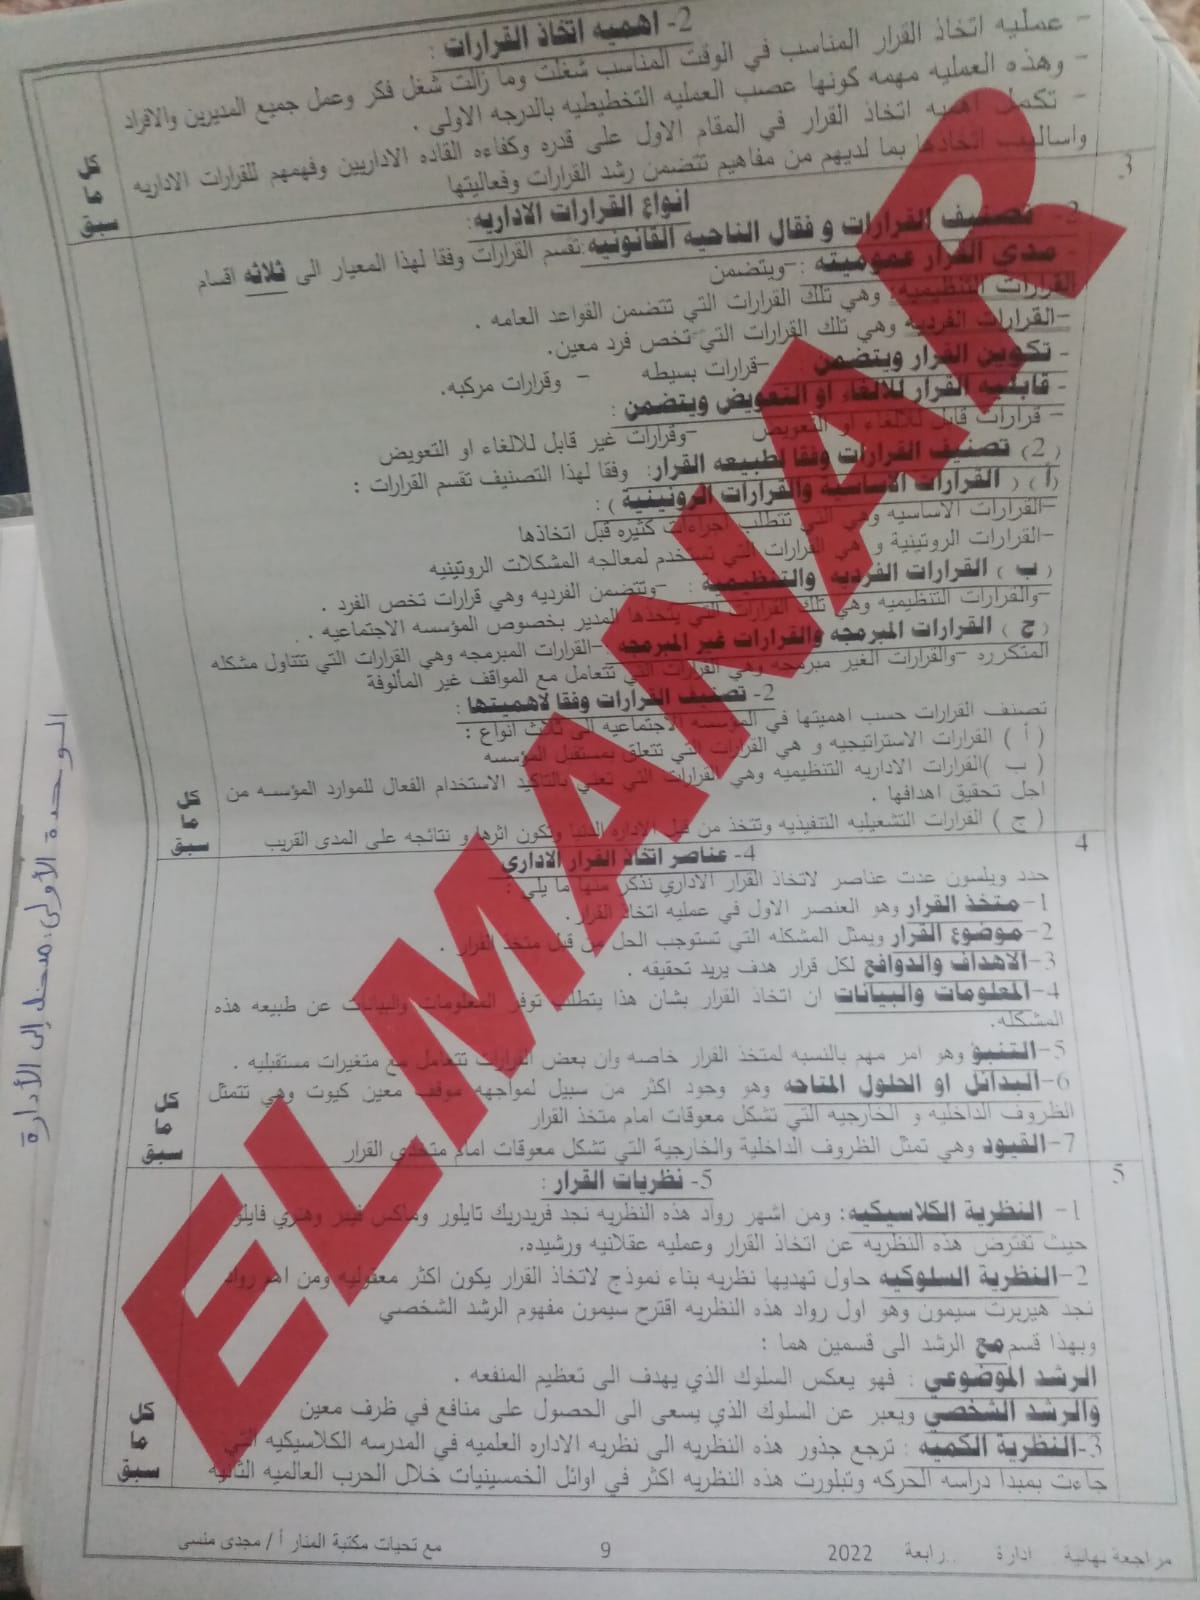 2- اهميه اتخاذ القرارات :
- عمليه اتخاذ القرار المناسب في الوقت المناسب شغلت وما زالت شغل فكر وعمل جميع المديرين والافراد
- وهذه العمليه مهمه كونها عصب العمليه التخطيطيه بالدرجه الاولى .
- تكمل اهميه اتخاذ القرار في المقام الاول على قدره وكفاءه القاده الاداريين وفهمهم للقرارات الاداريه
واساليب اتخاذها بما لديهم من مفاهيم تتضمن رشد القرارات وفعاليتها
كل
ما
سبق
3
انواع القرارات الاداريه:
2- تصنيف القرارات و فقال الناحيه القانونيه: تقسم القرارات وفقا لهذا المعيار الى ثلاثه اقسام
- مدى القرار عموميته : -ويتضمن
القرارات التنظيميه: وهي تلك القرارات التي تتضمن القواعد العامه .
-القرارات الفرديه وهي تلك القرارات التي تخص فرد معين.
- تكوين القرار ويتضمن : -قرارات بسيطه - وقرارات مركبه.
- قابليه القرار للالغاء او التعويض ويتضمن :
- قرارات قابل للالغاء او التعويض -وقرارات غير قابل للالغاء او التعويض
(2) تصنيف القرارات وفقا لطبيعه القرار: وفقا لهذا التصنيف تقسم القرارات :
(أ) ( القرارات الاساسية والقرارات الروتينية ) :
-القرارات الاساسيه وهي التي تتطلب اجراءات كثيره قبل اتخاذها
-القرارات الروتينية و هي القرارات التي تستخدم لمعالجه المشكلات الروتينيه
( ب ) القرارات الفرديه والتنظيمية : -وتتضمن الفرديه وهي قرارات تخص الفرد .
-والقرارات التنظيميه وهي تلك القرارات التي يتخذها المدير بخصوص المؤسسه الاجتماعيه .
( ج ) القرارات المبرمجه والقرارات غير المبرمجه -القرارات المبرمجه وهي القرارات التي تتناول مشكله
المتكرره -والقرارات الغير مبرمجه وهي القرارات التي تتعامل مع المواقف غير المألوفة
2- تصنيف القرارات وفقا لاهميتها :
تصنف القرارات حسب اهميتها في المؤسسه الاجتماعيه الى ثلاث انواع :
( أ ) القرارات الاستراتيجيه و هي القرارات التي تتعلق بمستقبل المؤسسه
( ب )القرارات الاداريه التنظيميه وهي القرارات التي تعني بالتاكيد الاستخدام الفعال للموارد المؤسسه من
اجل تحقيق اهدافها .
( ج ) القرارات التشغيليه التنفيذيه وتتخذ من قبل الاداره الدنيا وتكون اثرها و نتائجه على المدى القريب
كل
ما
سبق
4
4- عناصر اتخاذ القرار الاداري
حدد ويلسون عدت عناصر لاتخاذ القرار الاداري نذكر منها ما يلي :
1-متخذ القرار وهو العنصر الاول في عمليه اتخاذ القرار.
2-موضوع القرار ويمثل المشكله التي تستوجب الحل من قبل متخذ القرار .
3-الاهداف والدوافع لكل قرار هدف يريد تحقيقه .
4-المعلومات والبيانات ان اتخاذ القرار بشان هذا يتطلب توفر المعلومات والبيانات عن طبيعه هذه
المشكله.
5-التنبؤ وهو امر مهم بالنسبه لمتخذ القرار خاصه وان بعض القرارات تتعامل مع متغيرات مستقبليه .
6-البدائل او الحلول المتاحه وهو وجود اكثر من سبيل لمواجهه موقف معين كيوت وهي تتمثل
الظروف الداخليه و الخارجيه التي تشكل معوقات امام متخذ القرار
7-القيود وهي تمثل الظروف الداخلية والخارجية التي تشكل معوقات امام متخذي القرار
كل
ما
سبق
5
5- نظريات القرار :
1- النظرية الكلاسيكيه: ومن اشهر رواد هذه النظريه نجد فريدريك تايلور وماكس فيبر وهنري فايلو
حيث تفترض هذه النظريه عن اتخاذ القرار وعمليه عقلانيه ورشيده.
2-النظرية السلوكيه حاول تهديها نظريه بناء نموذج لاتخاذ القرار يكون اكثر معقوليه ومن اهم رواد
نجد هيربرت سيمون وهو اول رواد هذه النظريه اقترح سيمون مفهوم الرشد الشخصي
وبهذا قسم مع الرشد الى قسمين هما :
الرشد الموضوعي : فهو يعكس السلوك الذي يهدف الى تعظيم المنفعه .
والرشد الشخصي ويعبر عن السلوك الذي يسعى الى الحصول على منافع في ظرف معين
3-النظرية الكميه : ترجع جذور هذه النظريه الى نظريه الاداره العلميه في المدرسه الكلاسيكيه التي
جاءت بمبدا دراسه الحركه وتبلورت هذه النظريه اكثر في اوائل الخمسينيات خلال الحرب العالميه الثانيه
كل
ما
سبق
مراجعة نهائية ادارة رابعة 2022 9 مع تحيات مكتبة المنار أ / مجدى منسى
الوحدة الأولى: مدخل إلى الأدارة
ELMANAR